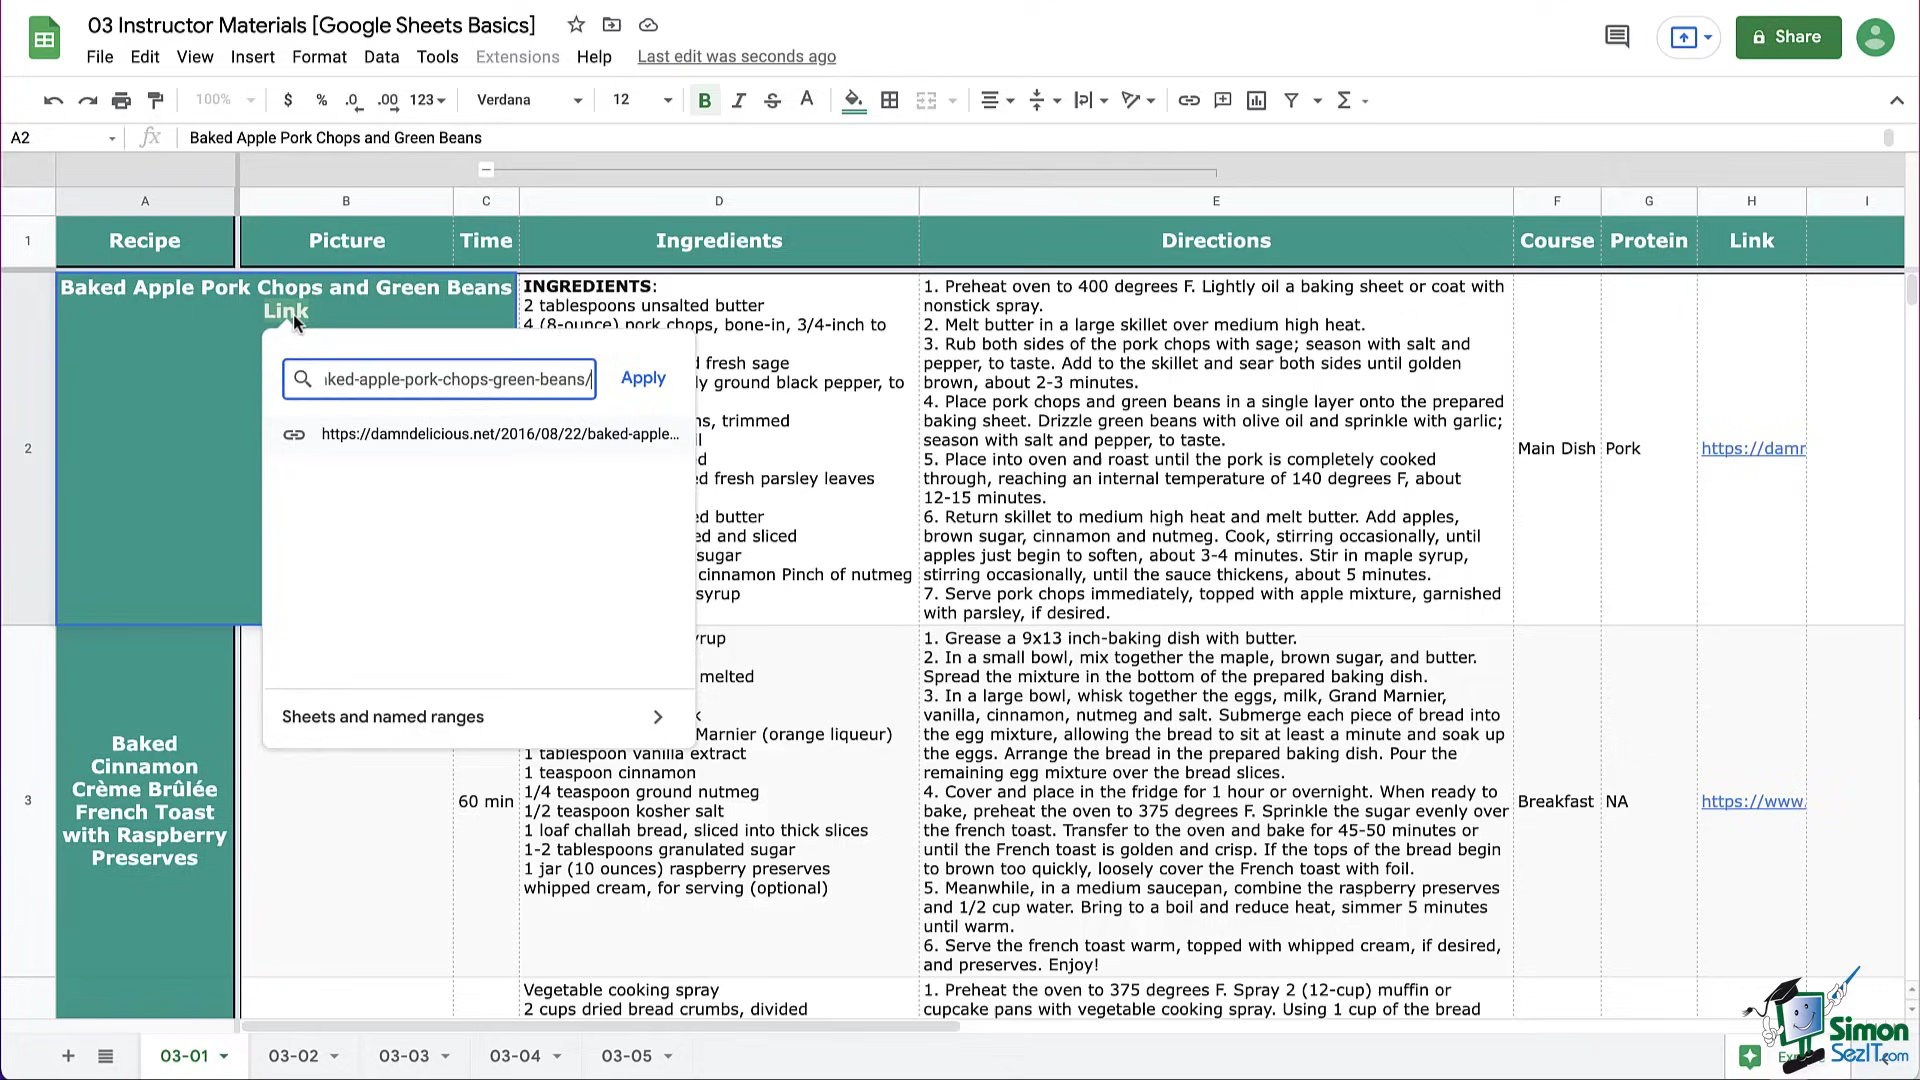 03 Instructor Materials [Google Sheets Basics]
File Edit View Insert Format Data Tools Extensions Help Last edit was seconds ago
Share
100% $ % .0 .00 123 Verdana 12 B I S A
A2 fx Baked Apple Pork Chops and Green Beans
A B C D E F G H I
1 Recipe Picture Time Ingredients Directions Course Protein Link
2
Baked Apple Pork Chops and Green Beans
Link
aked-apple-pork-chops-green-beans/ Apply
https://damndelicious.net/2016/08/22/baked-apple...
Sheets and named ranges
INGREDIENTS:
2 tablespoons unsalted butter
4 (8-ounce) pork chops, bone-in, 3/4-inch to
d fresh sage
ly ground black pepper, to
ns, trimmed
il
d
d fresh parsley leaves
ed butter
ed and sliced
sugar
cinnamon Pinch of nutmeg
syrup
1. Preheat oven to 400 degrees F. Lightly oil a baking sheet or coat with
nonstick spray.
2. Melt butter in a large skillet over medium high heat.
3. Rub both sides of the pork chops with sage; season with salt and
pepper, to taste. Add to the skillet and sear both sides until golden
brown, about 2-3 minutes.
4. Place pork chops and green beans in a single layer onto the prepared
baking sheet. Drizzle green beans with olive oil and sprinkle with garlic;
season with salt and pepper, to taste.
5. Place into oven and roast until the pork is completely cooked
through, reaching an internal temperature of 140 degrees F, about
12-15 minutes.
6. Return skillet to medium high heat and melt butter. Add apples,
brown sugar, cinnamon and nutmeg. Cook, stirring occasionally, until
apples just begin to soften, about 3-4 minutes. Stir in maple syrup,
stirring occasionally, until the sauce thickens, about 5 minutes.
7. Serve pork chops immediately, topped with apple mixture, garnished
with parsley, if desired.
Main Dish Pork https://damn
3
Baked
Cinnamon
Crème Brûlée
French Toast
with Raspberry
Preserves
60 min
yrup
melted
k
Marnier (orange liqueur)
1 tablespoon vanilla extract
1 teaspoon cinnamon
1/4 teaspoon ground nutmeg
1/2 teaspoon kosher salt
1 loaf challah bread, sliced into thick slices
1-2 tablespoons granulated sugar
1 jar (10 ounces) raspberry preserves
whipped cream, for serving (optional)
1. Grease a 9x13 inch-baking dish with butter.
2. In a small bowl, mix together the maple, brown sugar, and butter.
Spread the mixture in the bottom of the prepared baking dish.
3. In a large bowl, whisk together the eggs, milk, Grand Marnier,
vanilla, cinnamon, nutmeg and salt. Submerge each piece of bread into
the egg mixture, allowing the bread to sit at least a minute and soak up
the eggs. Arrange the bread in the prepared baking dish. Pour the
remaining egg mixture over the bread slices.
4. Cover and place in the fridge for 1 hour or overnight. When ready to
bake, preheat the oven to 375 degrees F. Sprinkle the sugar evenly over
the french toast. Transfer to the oven and bake for 45-50 minutes or
until the French toast is golden and crisp. If the tops of the bread begin
to brown too quickly, loosely cover the French toast with foil.
5. Meanwhile, in a medium saucepan, combine the raspberry preserves
and 1/2 cup water. Bring to a boil and reduce heat, simmer 5 minutes
until warm.
6. Serve the french toast warm, topped with whipped cream, if desired,
and preserves. Enjoy!
Breakfast NA https://www.
Vegetable cooking spray
2 cups dried bread crumbs, divided
1. Preheat the oven to 375 degrees F. Spray 2 (12-cup) muffin or
cupcake pans with vegetable cooking spray. Using 1 cup of the bread
03-01 03-02 03-03 03-04 03-05
Simon
SezIT.com